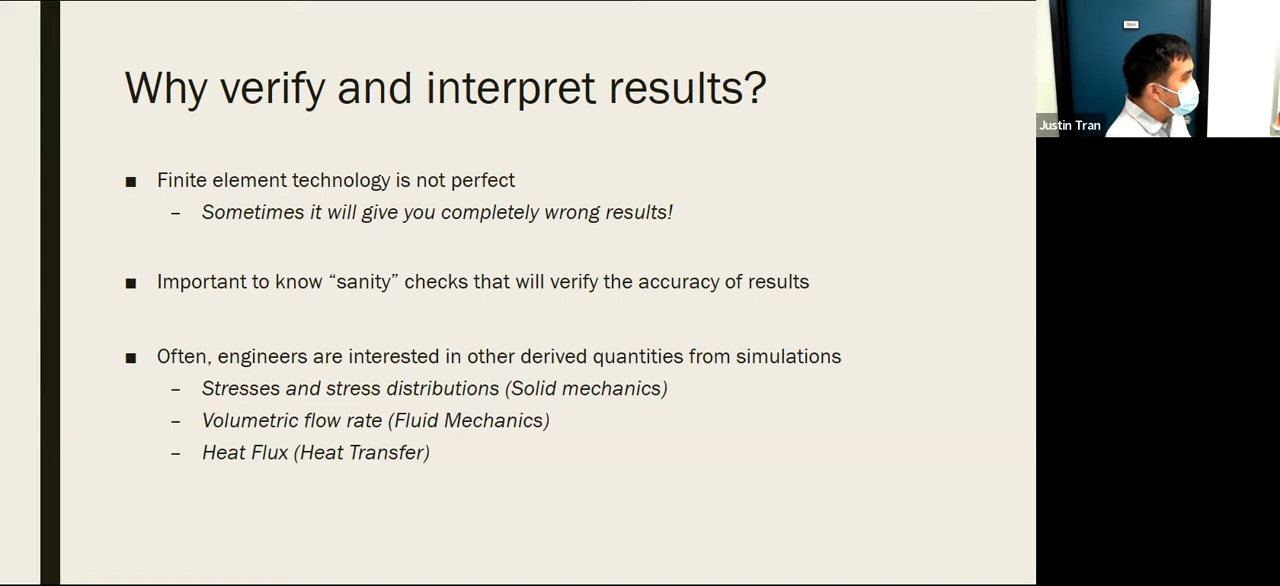 Why verify and interpret results?
■ Finite element technology is not perfect
– Sometimes it will give you completely wrong results!
■ Important to know “sanity” checks that will verify the accuracy of results
■ Often, engineers are interested in other derived quantities from simulations
– Stresses and stress distributions (Solid mechanics)
– Volumetric flow rate (Fluid Mechanics)
– Heat Flux (Heat Transfer)
Justin Tran